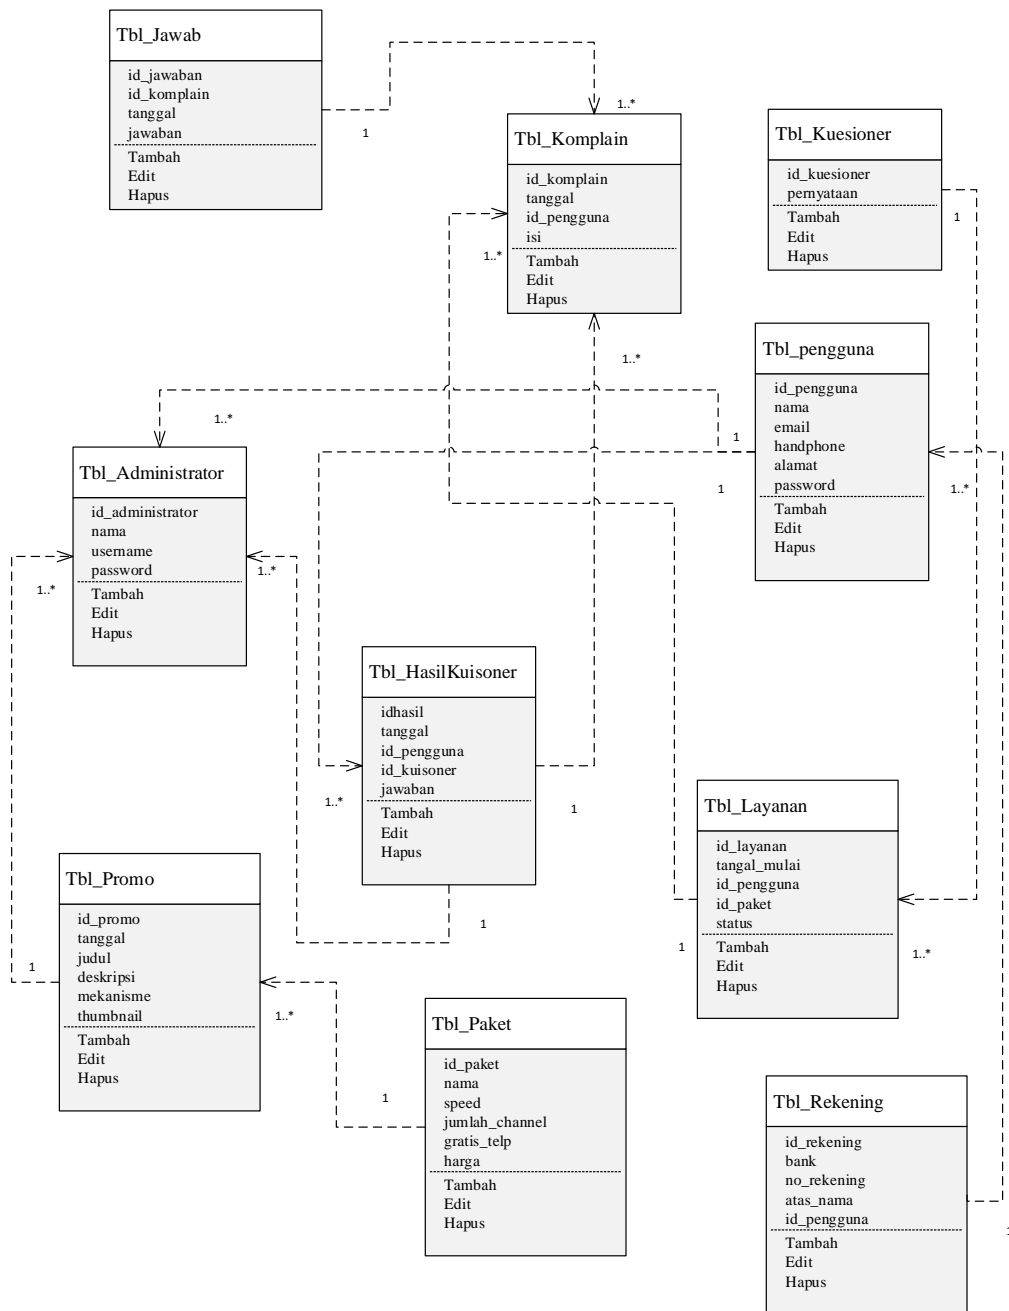 Tbl_Jawab
id_jawaban
id_komplain
tanggal
jawaban
Tambah
Edit
Hapus
1
1..*
Tbl_Komplain
id_komplain
tanggal
id_pengguna
isi
Tambah
Edit
Hapus
1..*
1..*
Tbl_Kuesioner
id_kuesioner
pernyataan
Tambah
Edit
Hapus
1
Tbl_pengguna
id_pengguna
nama
email
handphone
alamat
password
Tambah
Edit
Hapus
1
1
1..*
1..*
Tbl_Administrator
id_administrator
nama
username
password
Tambah
Edit
Hapus
1..*
1..*
Tbl_HasilKuisoner
idhasil
tanggal
id_pengguna
id_kuisoner
jawaban
Tambah
Edit
Hapus
1..*
1
1
Tbl_Layanan
id_layanan
tangal_mulai
id_pengguna
id_paket
status
Tambah
Edit
Hapus
1
1..*
Tbl_Promo
id_promo
tanggal
judul
deskripsi
mekanisme
thumbnail
Tambah
Edit
Hapus
1
1..*
Tbl_Paket
id_paket
nama
speed
jumlah_channel
gratis_telp
harga
Tambah
Edit
Hapus
1
Tbl_Rekening
id_rekening
bank
no_rekening
atas_nama
id_pengguna
Tambah
Edit
Hapus
1